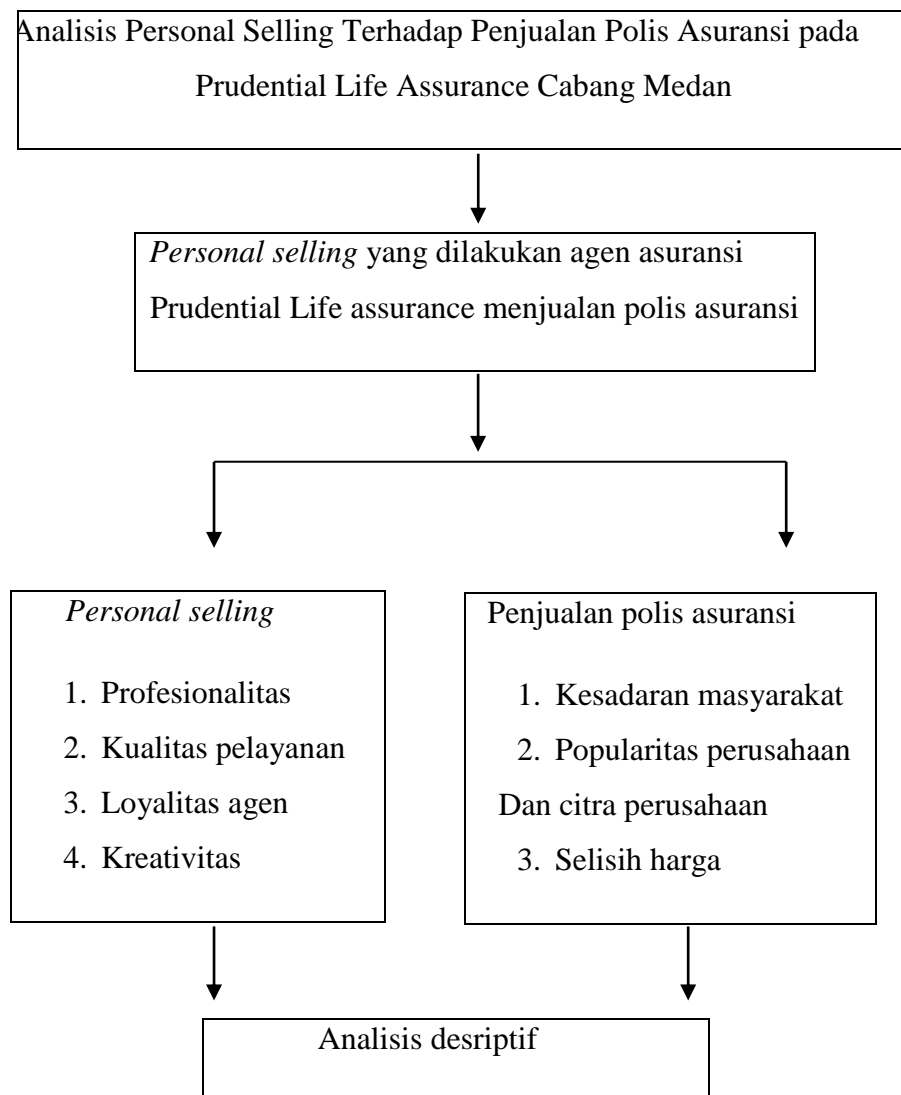 Analisis Personal Selling Terhadap Penjualan Polis Asuransi pada
Prudential Life Assurance Cabang Medan
Personal selling yang dilakukan agen asuransi
Prudential Life assurance menjualan polis asuransi
Personal selling
1. Profesionalitas
2. Kualitas pelayanan
3. Loyalitas agen
4. Kreativitas
Penjualan polis asuransi
1. Kesadaran masyarakat
2. Popularitas perusahaan
Dan citra perusahaan
3. Selisih harga
Analisis desriptif